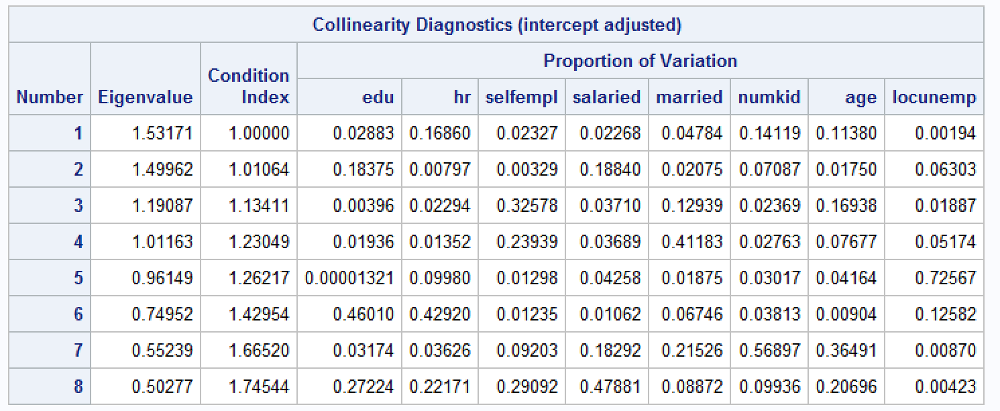 Collinearity Diagnostics (intercept adjusted)
Number Eigenvalue Condition Index Proportion of Variation
edu hr selfempl salaried married numkid age locunemp
1 1.53171 1.00000 0.02883 0.16860 0.02327 0.02268 0.04784 0.14119 0.11380 0.00194
2 1.49962 1.01064 0.18375 0.00797 0.00329 0.18840 0.02075 0.07087 0.01750 0.06303
3 1.19087 1.13411 0.00396 0.02294 0.32578 0.03710 0.12939 0.02369 0.16938 0.01887
4 1.01163 1.23049 0.01936 0.01352 0.23939 0.03689 0.41183 0.02763 0.07677 0.05174
5 0.96149 1.26217 0.00001321 0.09980 0.01298 0.04258 0.01875 0.03017 0.04164 0.72567
6 0.74952 1.42954 0.46010 0.42920 0.01235 0.01062 0.06746 0.03813 0.00904 0.12582
7 0.55239 1.66520 0.03174 0.03626 0.09203 0.18292 0.21526 0.56897 0.36491 0.00870
8 0.50277 1.74544 0.27224 0.22171 0.29092 0.47881 0.08872 0.09936 0.20696 0.00423